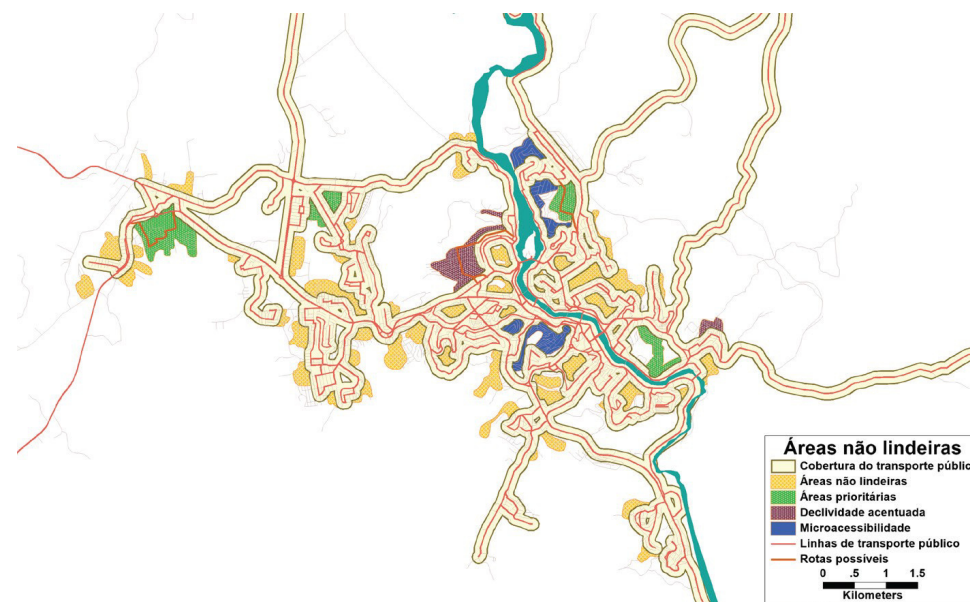 Áreas não lindeiras
Cobertura do transporte públic
Áreas não lindeiras
Áreas prioritárias
Declividade acentuada
Microacessibilidade
Linhas de transporte público
Rotas possíveis
0 .5 1 1.5
Kilometers